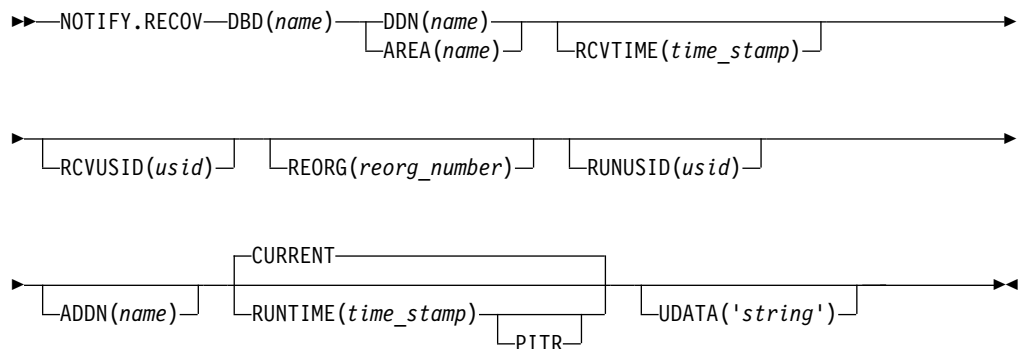 NOTIFY.RECOV DBD(name) DDN(name) RCVTIME(time_stamp)
AREA(name)
RCVUSID(usid) REORG(reorg_number) RUNUSID(usid)
CURRENT
ADDN(name) RUNTIME(time_stamp) UDATA('string')
PITR